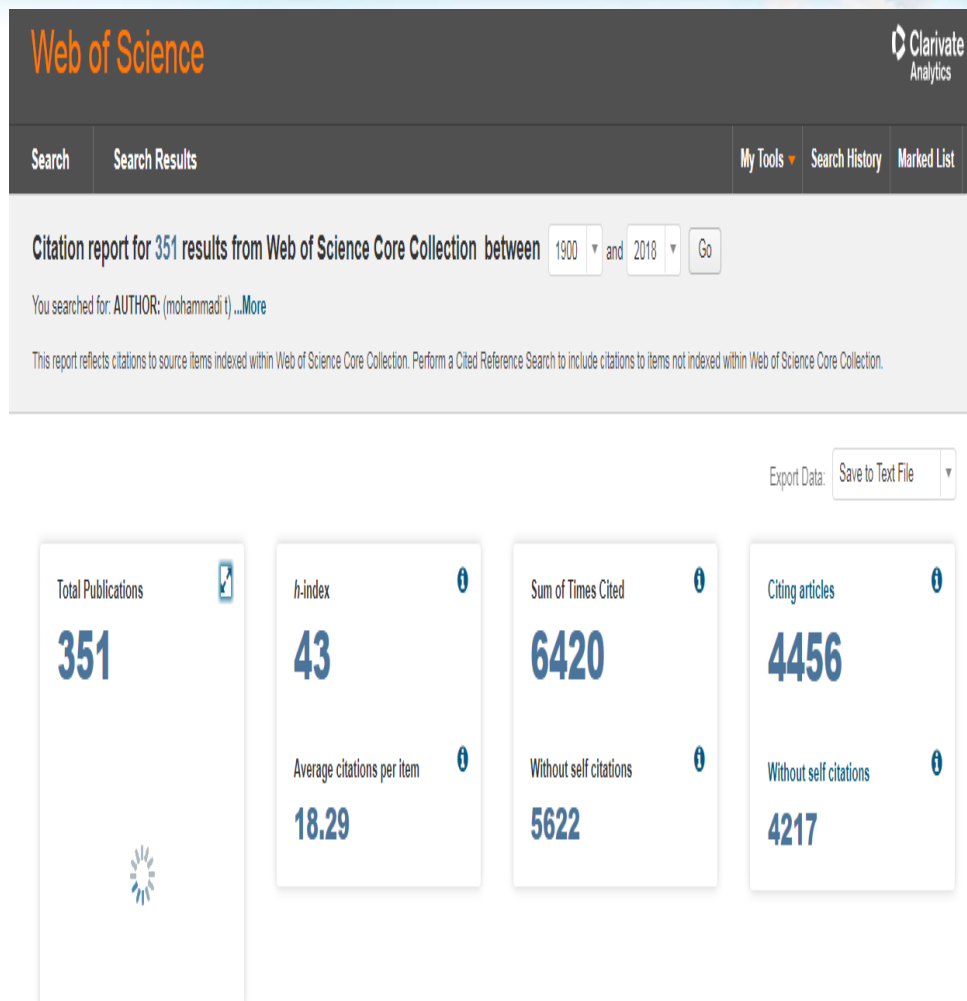 Web of Science
Clarivate
Analytics
Search Search Results My Tools Search History Marked List
Citation report for 351 results from Web of Science Core Collection between 1900 and 2018 Go
You searched for: AUTHOR: (mohammadi t) ...More
This report reflects citations to source items indexed within Web of Science Core Collection. Perform a Cited Reference Search to include citations to items not indexed within Web of Science Core Collection.
Export Data: Save to Text File
Total Publications
351
h-index
43
Average citations per item
18.29
Sum of Times Cited
6420
Without self citations
5622
Citing articles
4456
Without self citations
4217